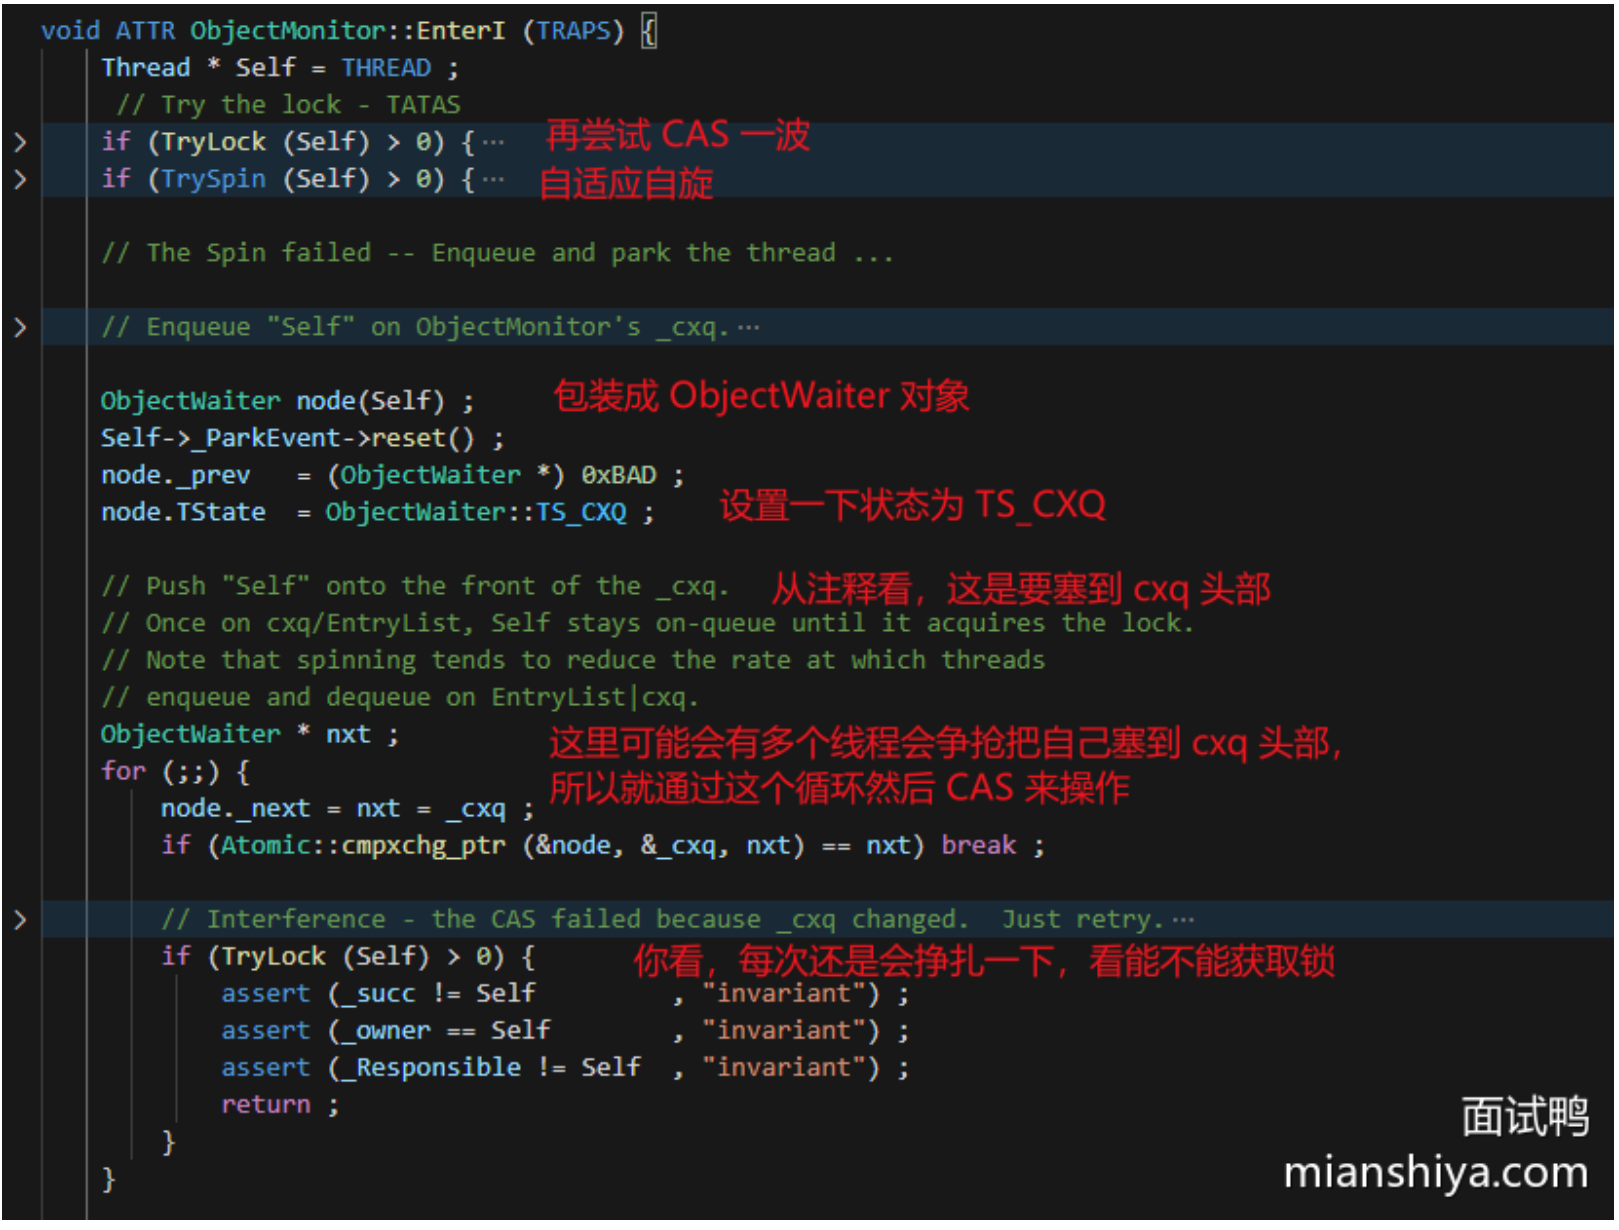 void ATTR ObjectMonitor::EnterI (TRAPS) {
Thread * Self = THREAD ;
// Try the lock - TATAS
if (TryLock (Self) > 0) {··· 再尝试 CAS 一波
if (TrySpin (Self) > 0) {··· 自适应自旋
// The Spin failed -- Enqueue and park the thread ...
// Enqueue "Self" on ObjectMonitor's _cxq.···
ObjectWaiter node(Self) ; 包装成 ObjectWaiter 对象
Self->_ParkEvent->reset() ;
node._prev   = (ObjectWaiter *) 0xBAD ;
node.TState  = ObjectWaiter::TS_CXQ ; 设置一下状态为 TS_CXQ
// Push "Self" onto the front of the _cxq. 从注释看，这是要塞到 cxq 头部
// Once on cxq/EntryList, Self stays on-queue until it acquires the lock.
// Note that spinning tends to reduce the rate at which threads
// enqueue and dequeue on EntryList|cxq.
ObjectWaiter * nxt ; 这里可能会有多个线程会争抢把自己塞到 cxq 头部，
for (;;) { 所以就通过这个循环然后 CAS 来操作
node._next = nxt = _cxq ;
if (Atomic::cmpxchg_ptr (&node, &_cxq, nxt) == nxt) break ;
// Interference - the CAS failed because _cxq changed.  Just retry.···
if (TryLock (Self) > 0) { 你看，每次还是会挣扎一下，看能不能获取锁
assert (_succ != Self         , "invariant") ;
assert (_owner == Self        , "invariant") ;
assert (_Responsible != Self  , "invariant") ;
return ;
}
}
面试鸭
mianshiya.com